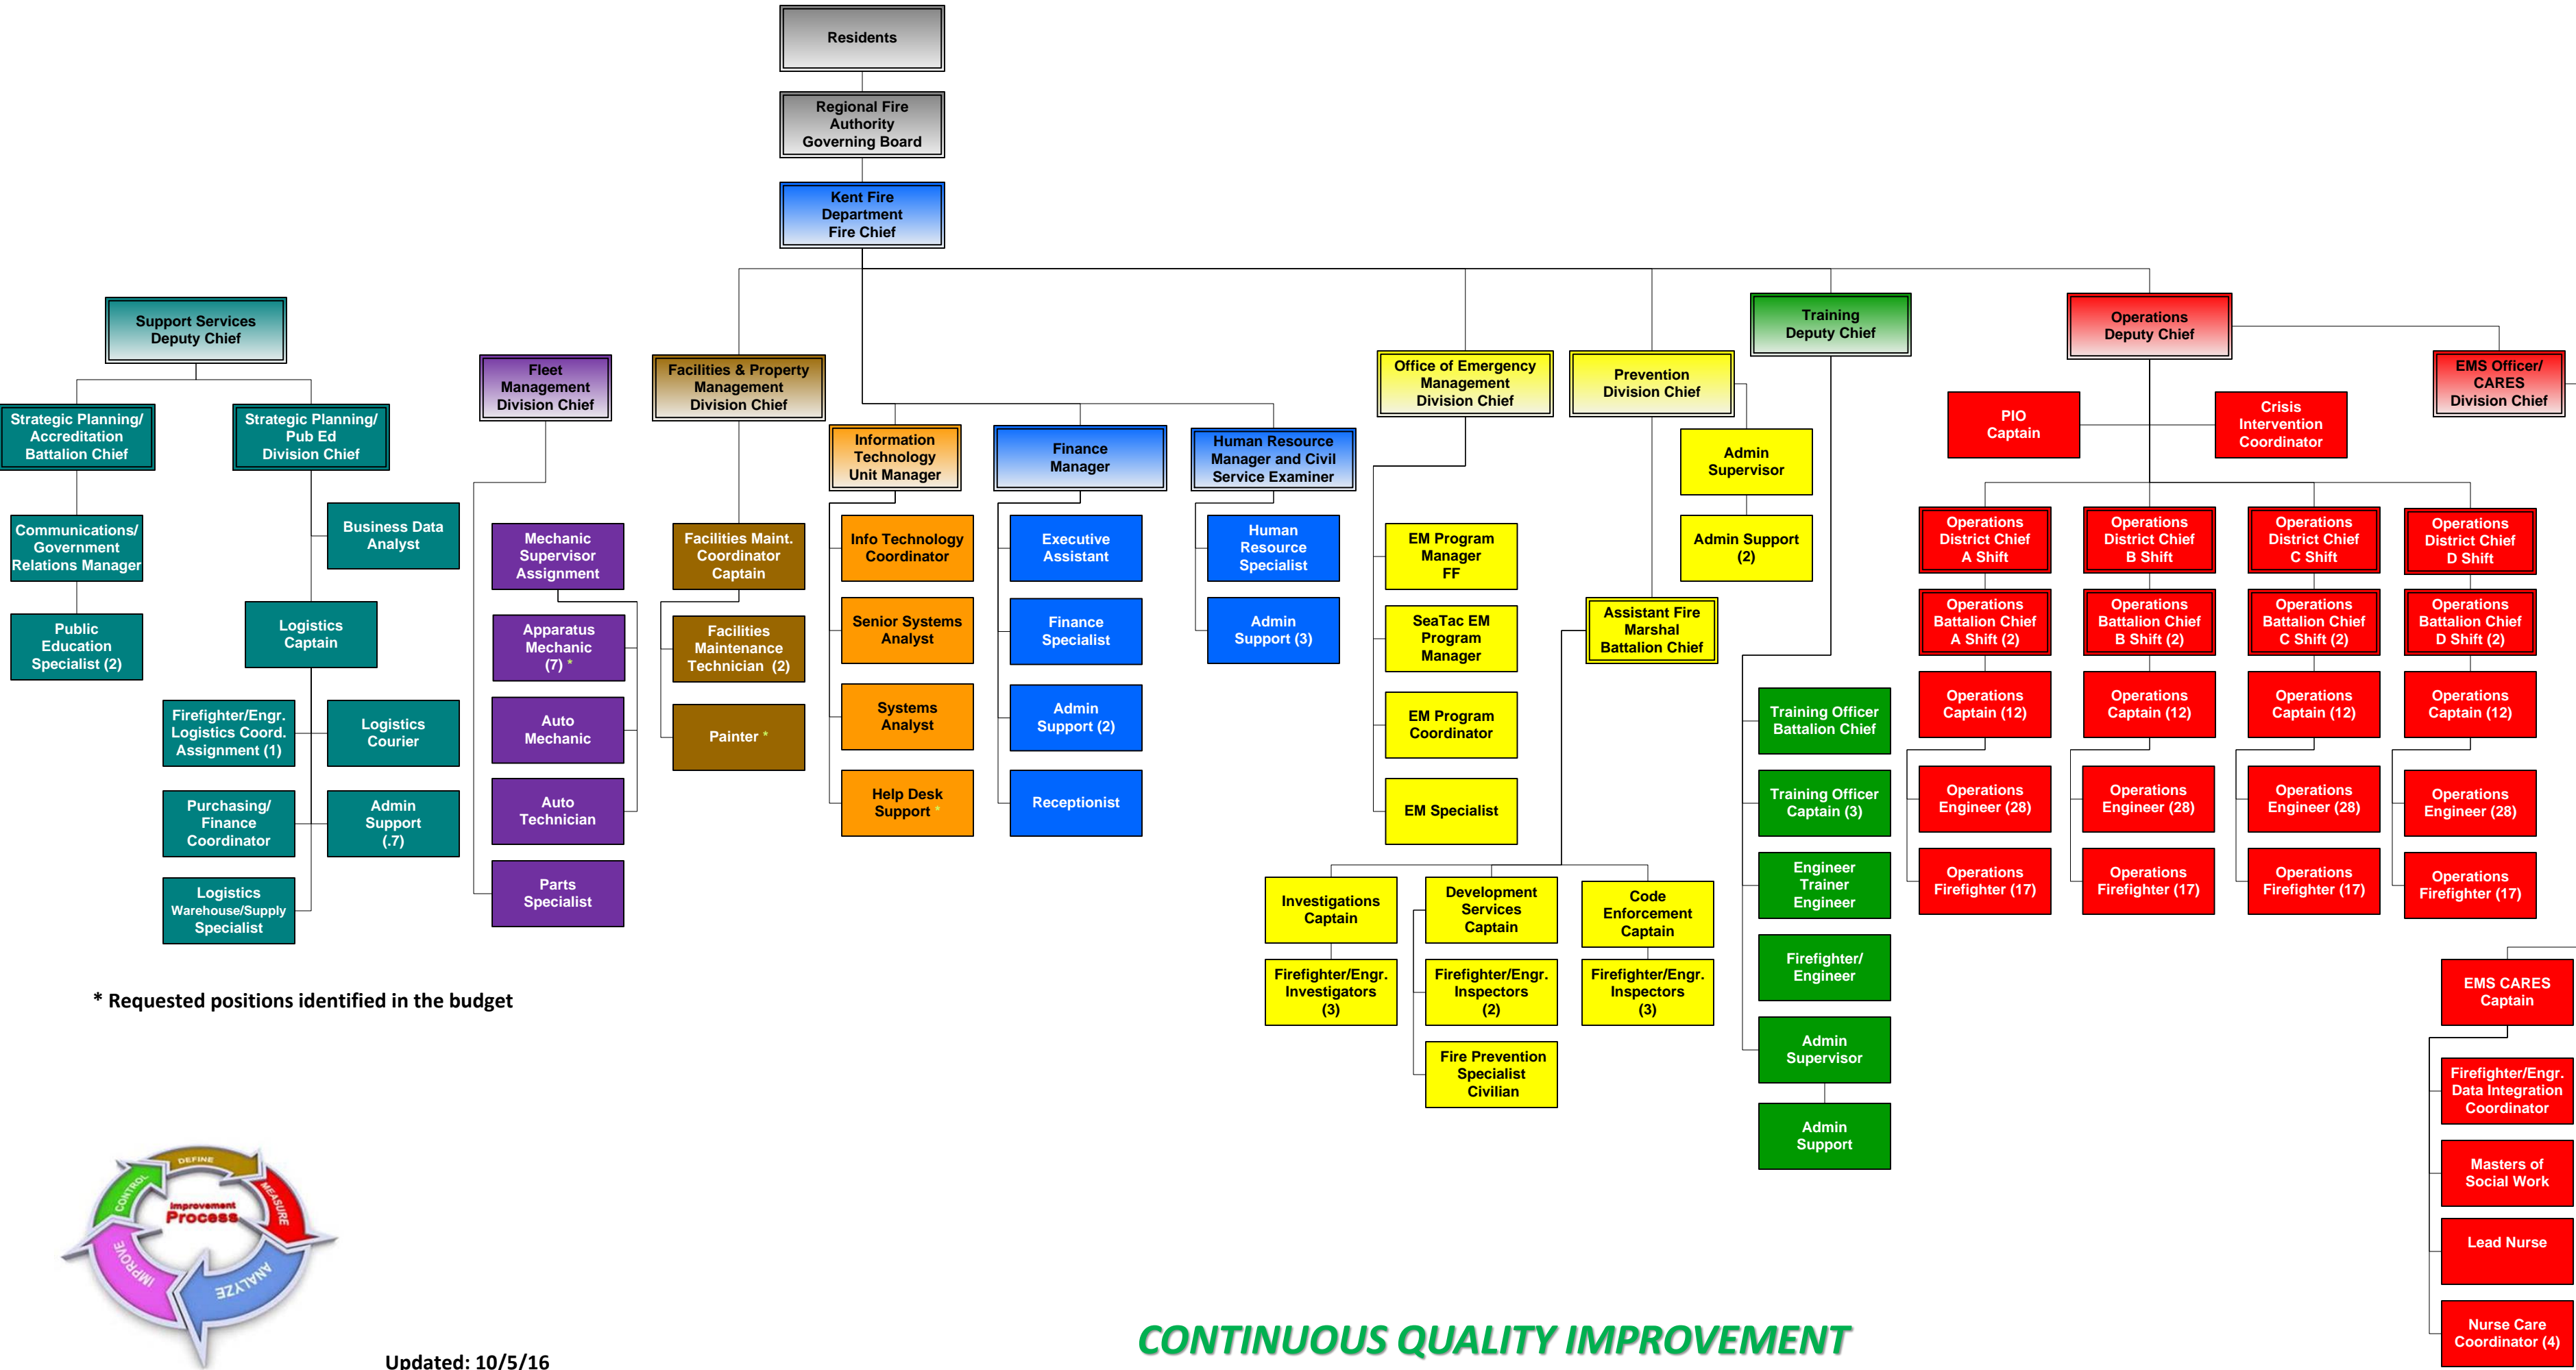 Residents
Regional Fire
Authority
Governing Board
Kent Fire
Department
Fire Chief
Support Services
Deputy Chief
Strategic Planning/
Accreditation
Battalion Chief
Communications/
Government
Relations Manager
Public
Education
Specialist (2)
Strategic Planning/
Pub Ed
Division Chief
Business Data
Analyst
Logistics
Captain
Firefighter/Engr.
Logistics Coord.
Assignment (1)
Logistics
Courier
Purchasing/
Finance
Coordinator
Admin
Support
(.7)
Logistics
Warehouse/Supply
Specialist
Fleet
Management
Division Chief
Mechanic
Supervisor
Assignment
Apparatus
Mechanic
(7) *
Auto
Mechanic
Auto
Technician
Parts
Specialist
Facilities & Property
Management
Division Chief
Facilities Maint.
Coordinator
Captain
Facilities
Maintenance
Technician (2)
Painter *
Information
Technology
Unit Manager
Info Technology
Coordinator
Senior Systems
Analyst
Systems
Analyst
Help Desk
Support *
Finance
Manager
Executive
Assistant
Finance
Specialist
Admin
Support (2)
Receptionist
Human Resource
Manager and Civil
Service Examiner
Human
Resource
Specialist
Admin
Support (3)
Office of Emergency
Management
Division Chief
EM Program
Manager
FF
SeaTac EM
Program
Manager
EM Program
Coordinator
EM Specialist
Prevention
Division Chief
Admin
Supervisor
Admin Support
(2)
Assistant Fire
Marshal
Battalion Chief
Investigations
Captain
Firefighter/Engr.
Investigators
(3)
Development
Services
Captain
Firefighter/Engr.
Inspectors
(2)
Fire Prevention
Specialist
Civilian
Code
Enforcement
Captain
Firefighter/Engr.
Inspectors
(3)
Training
Deputy Chief
Training Officer
Battalion Chief
Training Officer
Captain (3)
Engineer
Trainer
Engineer
Firefighter/
Engineer
Admin
Supervisor
Admin
Support
Operations
Deputy Chief
PIO
Captain
Crisis
Intervention
Coordinator
Operations
District Chief
A Shift
Operations
Battalion Chief
A Shift (2)
Operations
Captain (12)
Operations
Engineer (28)
Operations
Firefighter (17)
Operations
District Chief
B Shift
Operations
Battalion Chief
B Shift (2)
Operations
Captain (12)
Operations
Engineer (28)
Operations
Firefighter (17)
Operations
District Chief
C Shift
Operations
Battalion Chief
C Shift (2)
Operations
Captain (12)
Operations
Engineer (28)
Operations
Firefighter (17)
Operations
District Chief
D Shift
Operations
Battalion Chief
D Shift (2)
Operations
Captain (12)
Operations
Engineer (28)
Operations
Firefighter (17)
EMS Officer/
CARES
Division Chief
EMS CARES
Captain
Firefighter/Engr.
Data Integration
Coordinator
Masters of
Social Work
Lead Nurse
Nurse Care
Coordinator (4)
* Requested positions identified in the budget
DEFINE
MEASURE
ANALYZE
IMPROVE
CONTROL
Improvement
Process
Updated: 10/5/16
CONTINUOUS QUALITY IMPROVEMENT